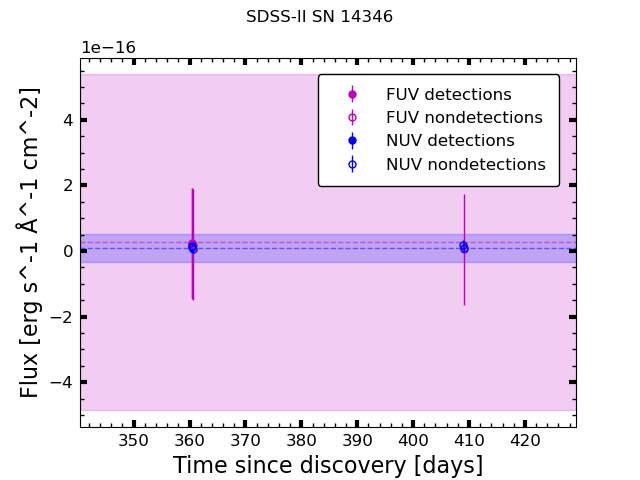 SDSS-II SN 14346
1e−16
FUV detections
FUV nondetections
NUV detections
NUV nondetections
4
2
0
−2
−4
Flux [erg s^-1 Å^-1 cm^-2]
350 360 370 380 390 400 410 420
Time since discovery [days]